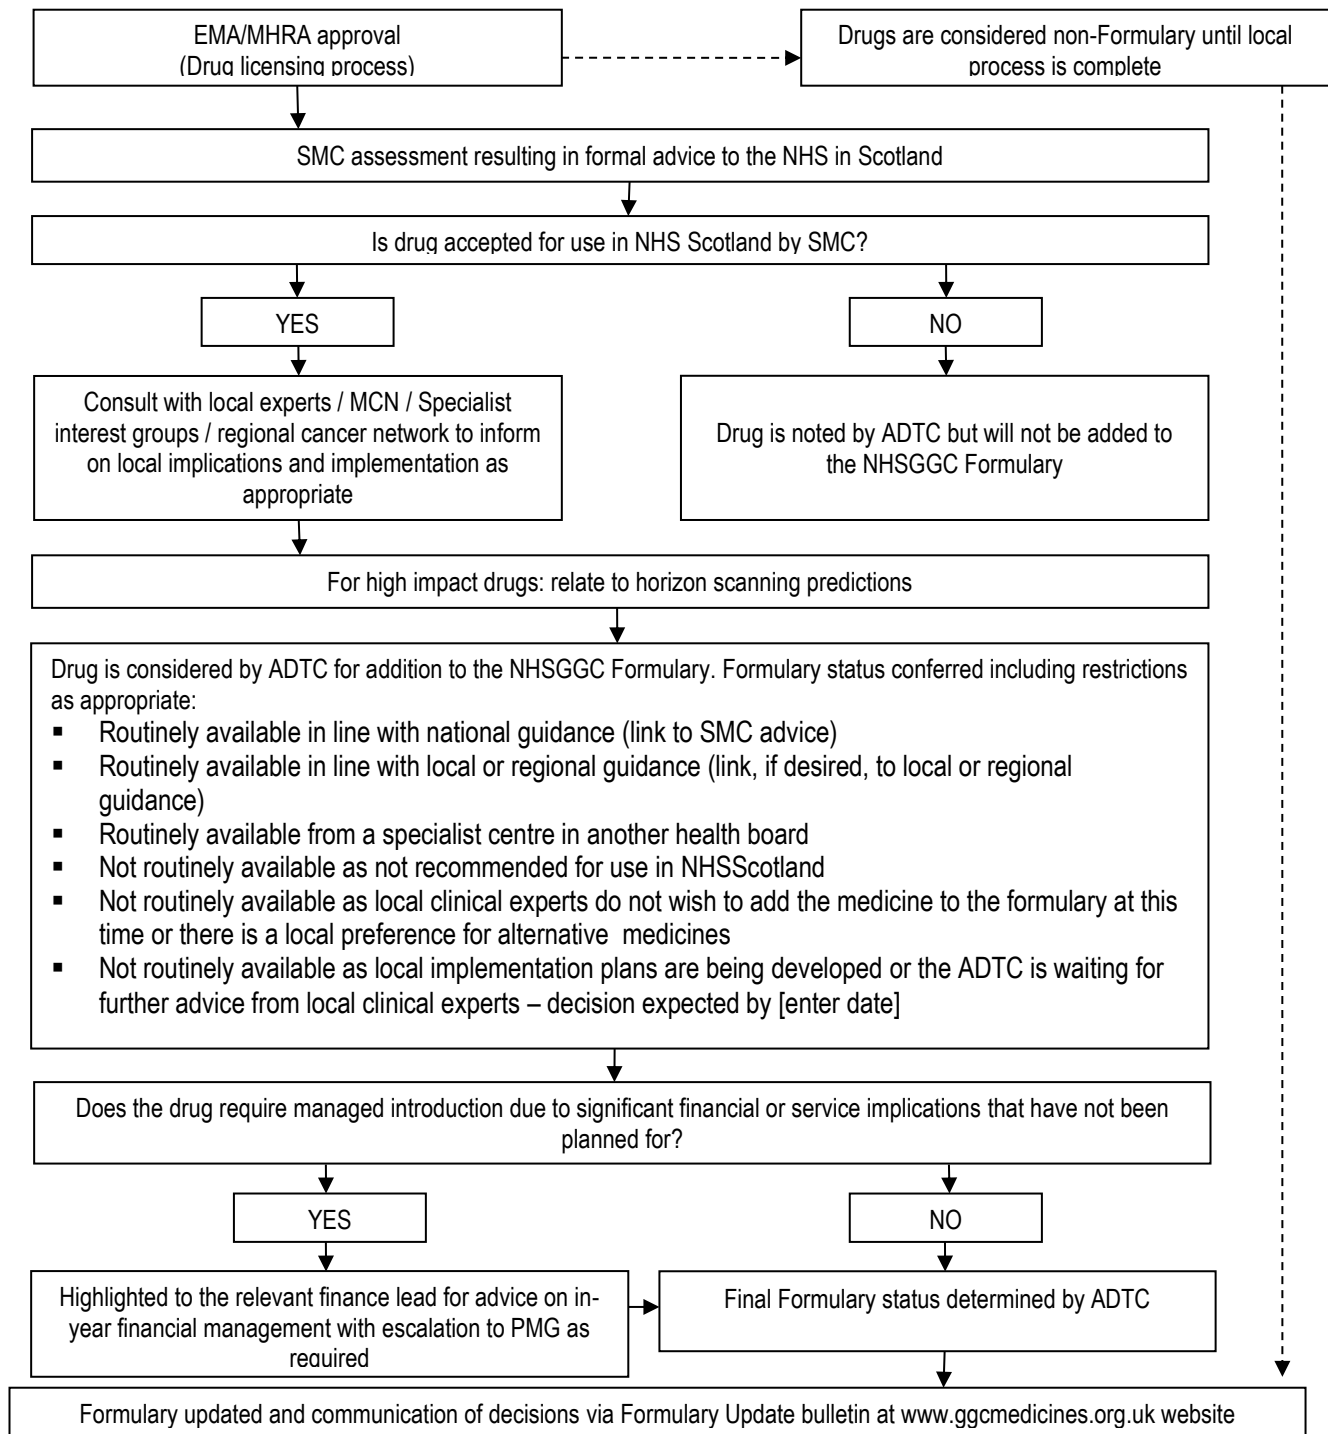 EMA/MHRA approval
(Drug licensing process)
Drugs are considered non-Formulary until local
process is complete
SMC assessment resulting in formal advice to the NHS in Scotland
Is drug accepted for use in NHS Scotland by SMC?
YES
NO
Consult with local experts / MCN / Specialist
interest groups / regional cancer network to inform
on local implications and implementation as
appropriate
Drug is noted by ADTC but will not be added to
the NHSGGC Formulary
For high impact drugs: relate to horizon scanning predictions
Drug is considered by ADTC for addition to the NHSGGC Formulary. Formulary status conferred including restrictions
as appropriate:
▪ Routinely available in line with national guidance (link to SMC advice)
▪ Routinely available in line with local or regional guidance (link, if desired, to local or regional
guidance)
▪ Routinely available from a specialist centre in another health board
▪ Not routinely available as not recommended for use in NHSScotland
▪ Not routinely available as local clinical experts do not wish to add the medicine to the formulary at this
time or there is a local preference for alternative medicines
▪ Not routinely available as local implementation plans are being developed or the ADTC is waiting for
further advice from local clinical experts – decision expected by [enter date]
Does the drug require managed introduction due to significant financial or service implications that have not been
planned for?
YES
NO
Highlighted to the relevant finance lead for advice on in-
year financial management with escalation to PMG as
required
Final Formulary status determined by ADTC
Formulary updated and communication of decisions via Formulary Update bulletin at www.ggcmedicines.org.uk website